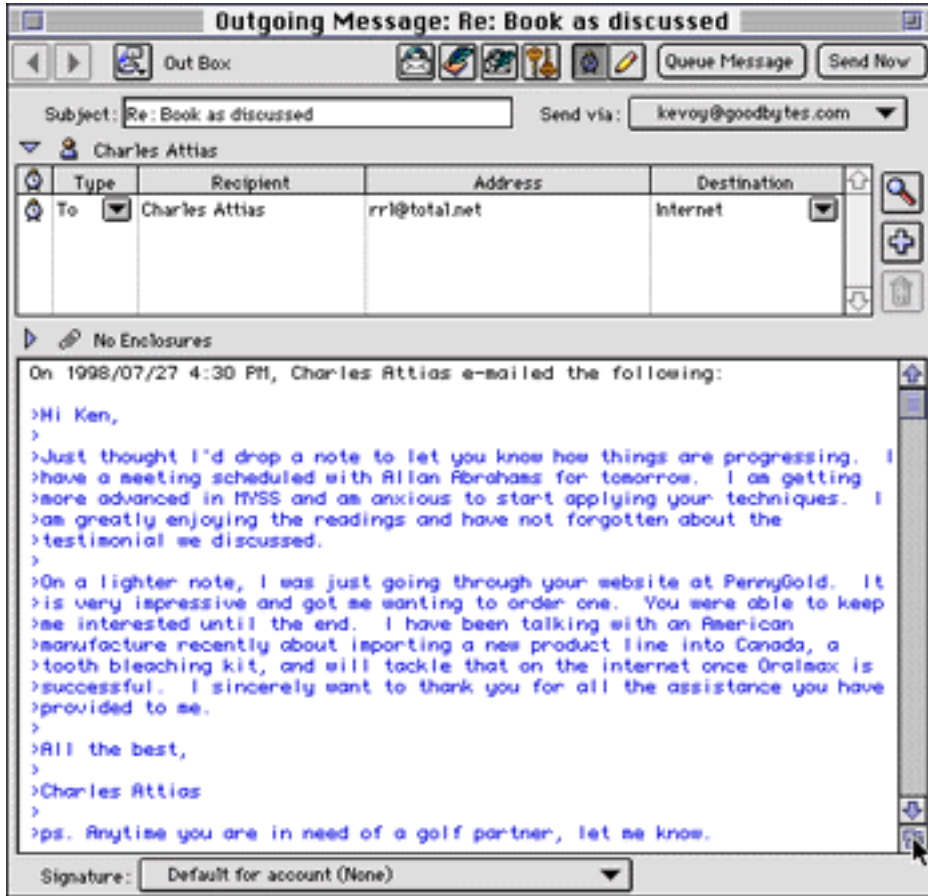 Outgoing Message: Re: Book as discussed
Out Box
Queue Message
Send Now
Subject: Re: Book as discussed
Send via: kevoy@goodbytes.com
Charles Attias
Type Recipient Address Destination
To Charles Attias rrl@total.net Internet
No Enclosures
On 1998/07/27 4:30 PM, Charles Attias e-mailed the following:
>Hi Ken,
>
>Just thought I'd drop a note to let you know how things are progressing. I
>have a meeting scheduled with Allan Abrahams for tomorrow. I am getting
>more advanced in MYSS and am anxious to start applying your techniques. I
>am greatly enjoying the readings and have not forgotten about the
>testimonial we discussed.
>
>On a lighter note, I was just going through your website at PennyGold. It
>is very impressive and got me wanting to order one. You were able to keep
>me interested until the end. I have been talking with an American
>manufacture recently about importing a new product line into Canada, a
>tooth bleaching kit, and will tackle that on the internet once Oralmax is
>successful. I sincerely want to thank you for all the assistance you have
>provided to me.
>
>All the best,
>
>Charles Attias
>
>ps. Anytime you are in need of a golf partner, let me know.
Signature: Default for account (None)